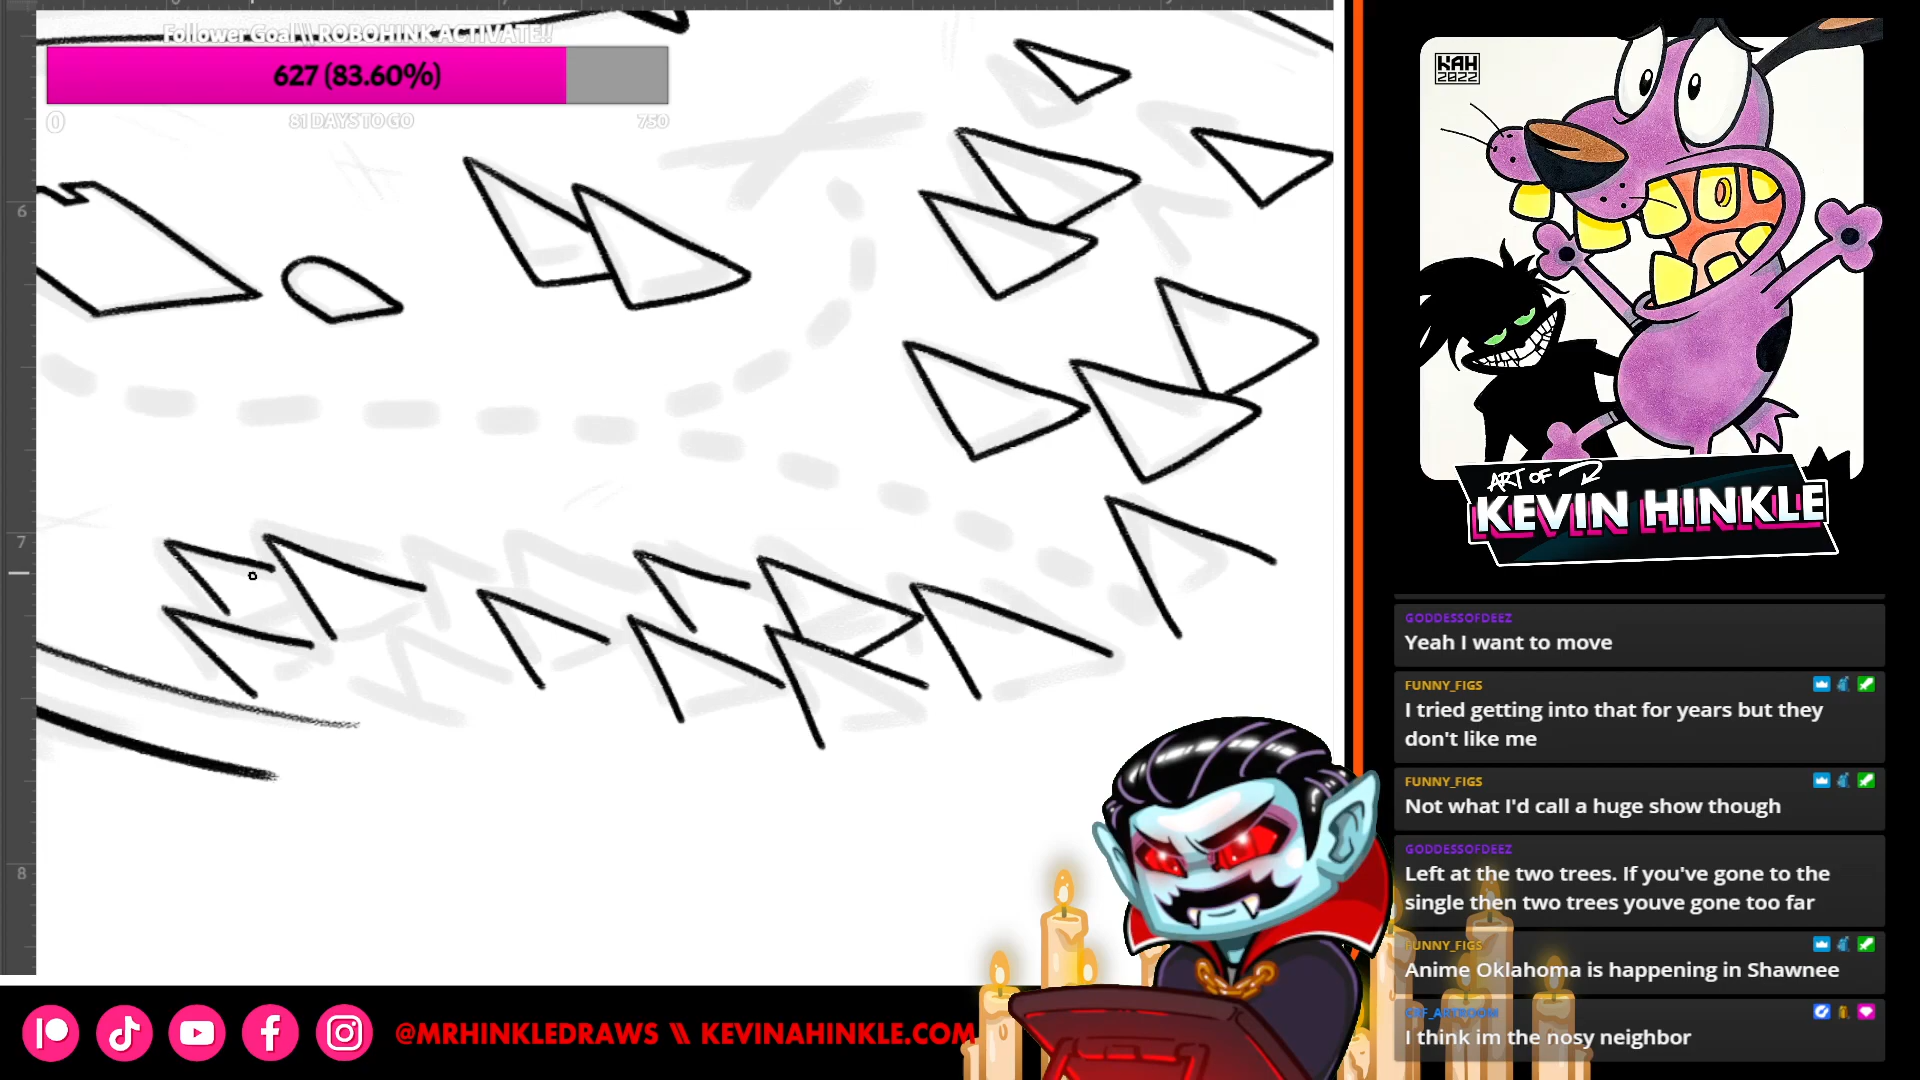 Follower Goal \\ ROBOHINK ACTIVATE!!
627 (83.60%)
0
81 DAYS TO GO
750
6
7
8
KAH
2022
ART OF
KEVIN HINKLE
GODDESSOFDEEZ
Yeah I want to move
FUNNY_FIGS
I tried getting into that for years but they
don't like me
FUNNY_FIGS
Not what I'd call a huge show though
GODDESSOFDEEZ
Left at the two trees. If you've gone to the
single then two trees youve gone too far
FUNNY_FIGS
Anime Oklahoma is happening in Shawnee
I think im the nosy neighbor
@MRHINKLEDRAWS \\ KEVINAHINKLE.COM